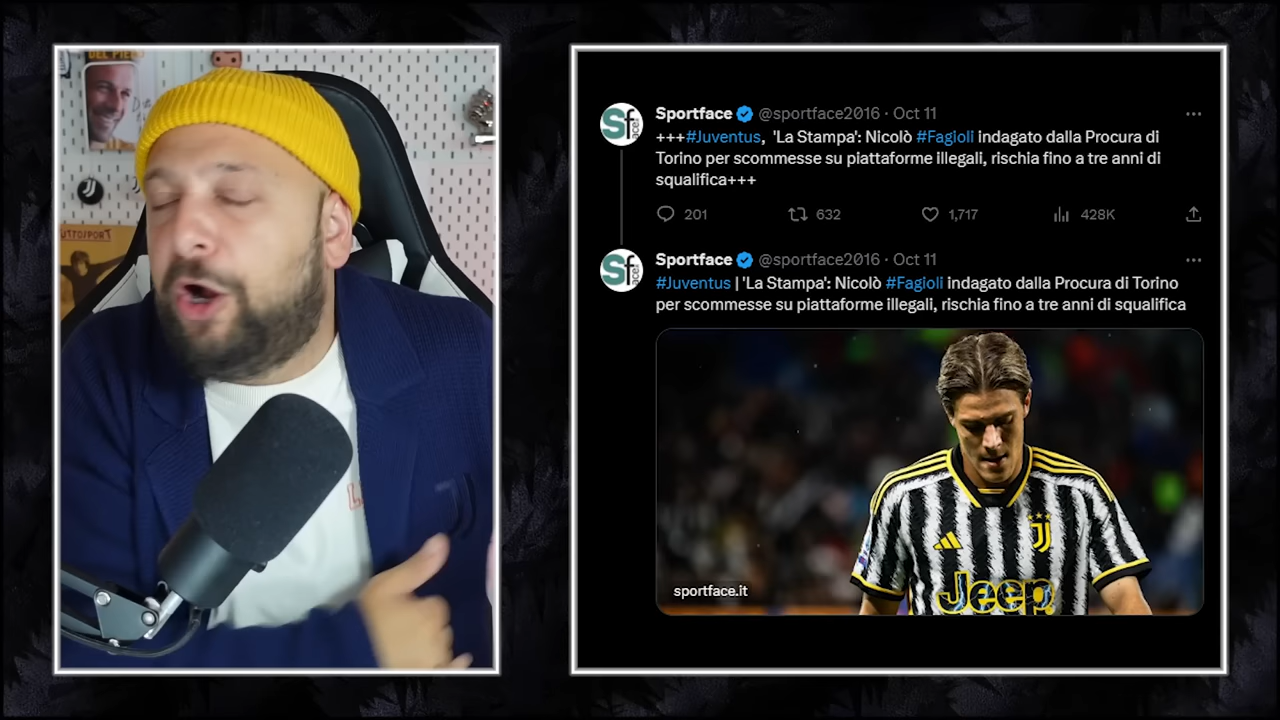 DEL PIERO
Sportface @sportface2016 · Oct 11
+++#Juventus, 'La Stampa': Nicolò #Fagioli indagato dalla Procura di
Torino per scommesse su piattaforme illegali, rischia fino a tre anni di
squalifica+++
201 632 1,717 428K
Sportface @sportface2016 · Oct 11
#Juventus | 'La Stampa': Nicolò #Fagioli indagato dalla Procura di Torino
per scommesse su piattaforme illegali, rischia fino a tre anni di squalifica
sportface.it
Jeep